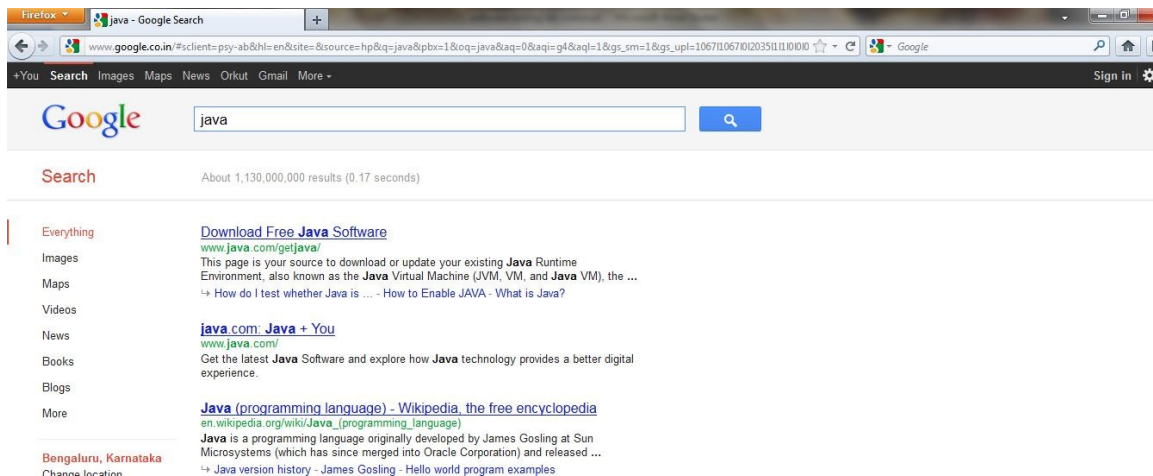 Firefox
java - Google Search
www.google.co.in/#sclient=psy-ab&hl=en&site=&source=hp&q=java&pbx=1&oq=java&aq=0&aqi=g4&aql=1&gs_sm=1&gs_upl=1067l1067l0l2035l1l1l0l0l0
Google
+You Search Images Maps News Orkut Gmail More
Sign in
Google
java
Search
About 1,130,000,000 results (0.17 seconds)
Everything
Images
Maps
Videos
News
Books
Blogs
More
Bengaluru, Karnataka
Change location
Download Free Java Software
www.java.com/getjava/
This page is your source to download or update your existing Java Runtime
Environment, also known as the Java Virtual Machine (JVM, VM, and Java VM), the ...
How do I test whether Java is ... - How to Enable JAVA - What is Java?
java.com: Java + You
www.java.com/
Get the latest Java Software and explore how Java technology provides a better digital
experience.
Java (programming language) - Wikipedia, the free encyclopedia
en.wikipedia.org/wiki/Java_(programming_language)
Java is a programming language originally developed by James Gosling at Sun
Microsystems (which has since merged into Oracle Corporation) and released ...
Java version history - James Gosling - Hello world program examples